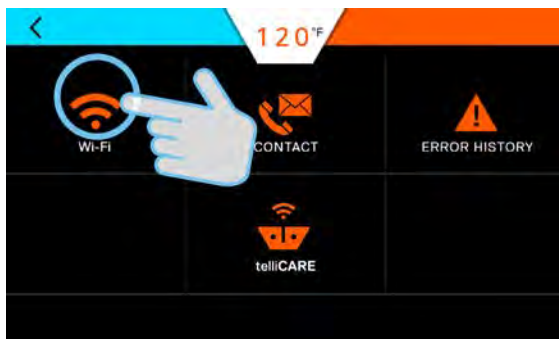 120°F
Wi-Fi
CONTACT
ERROR HISTORY
telliCARE